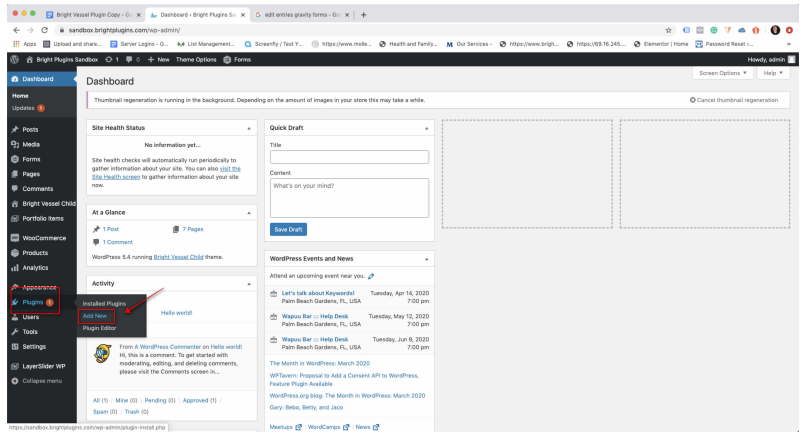 Bright Vessel Plugin Copy – Go
Dashboard ‹ Bright Plugins Sa
edit entries gravity forms - Go
sandbox.brightplugins.com/wp-admin/
Apps
Upload and share...
Server Logins - G...
List Management...
Screenfly / Test Y...
https://www.molle...
Health and Family...
Our Services ‹
https://www.brigh...
https://69.16.245....
Elementor | Home
Password Reset ‹...
»
Bright Plugins Sandbox
1
0
+ New
Theme Options
Forms
Howdy, admin
Dashboard
Home
Updates 1
Posts
Media
Forms
Pages
Comments
Bright Vessel Child
Portfolio Items
WooCommerce
Products
Analytics
Appearance
Plugins 1
Users
Tools
Settings
LayerSlider WP
Collapse menu
Installed Plugins
Add New
Plugin Editor
Dashboard
Screen Options
Help
Thumbnail regeneration is running in the background. Depending on the amount of images in your store this may take a while.
Cancel thumbnail regeneration
Site Health Status
No information yet...
Site health checks will automatically run periodically to
gather information about your site. You can also visit the
Site Health screen to gather information about your site
now.
At a Glance
1 Post
7 Pages
1 Comment
WordPress 5.4 running Bright Vessel Child theme.
Activity
Hello world!
From A WordPress Commenter on Hello world!
Hi, this is a comment. To get started with
moderating, editing, and deleting comments,
please visit the Comments screen in...
All (1) | Mine (0) | Pending (0) | Approved (1) |
Spam (0) | Trash (0)
Quick Draft
Title
Content
What's on your mind?
Save Draft
WordPress Events and News
Attend an upcoming event near you.
Let's talk about Keywords!
Tuesday, Apr 14, 2020
Palm Beach Gardens, FL, USA
7:00 pm
Wapuu Bar ::: Help Desk
Tuesday, May 12, 2020
Palm Beach Gardens, FL, USA
7:00 pm
Wapuu Bar ::: Help Desk
Tuesday, Jun 9, 2020
Palm Beach Gardens, FL, USA
7:00 pm
The Month in WordPress: March 2020
WPTavern: Proposal to Add a Consent API to WordPress,
Feature Plugin Available
WordPress.org blog: The Month in WordPress: March 2020
Gary: Bebo, Betty, and Jaco
Meetups | WordCamps | News
https://sandbox.brightplugins.com/wp-admin/plugin-install.php